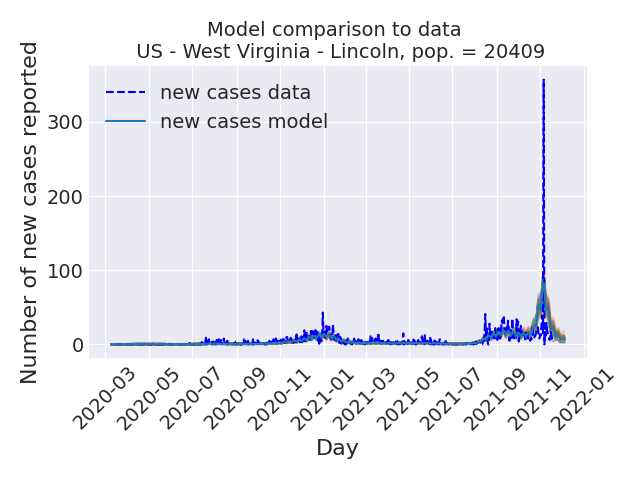 Model comparison to data
US - West Virginia - Lincoln, pop. = 20409
Number of new cases reported
300
200
100
0
new cases data
new cases model
2020-03
2020-05
2020-07
2020-09
2020-11
2021-01
2021-03
2021-05
2021-07
2021-09
2021-11
2022-01
Day